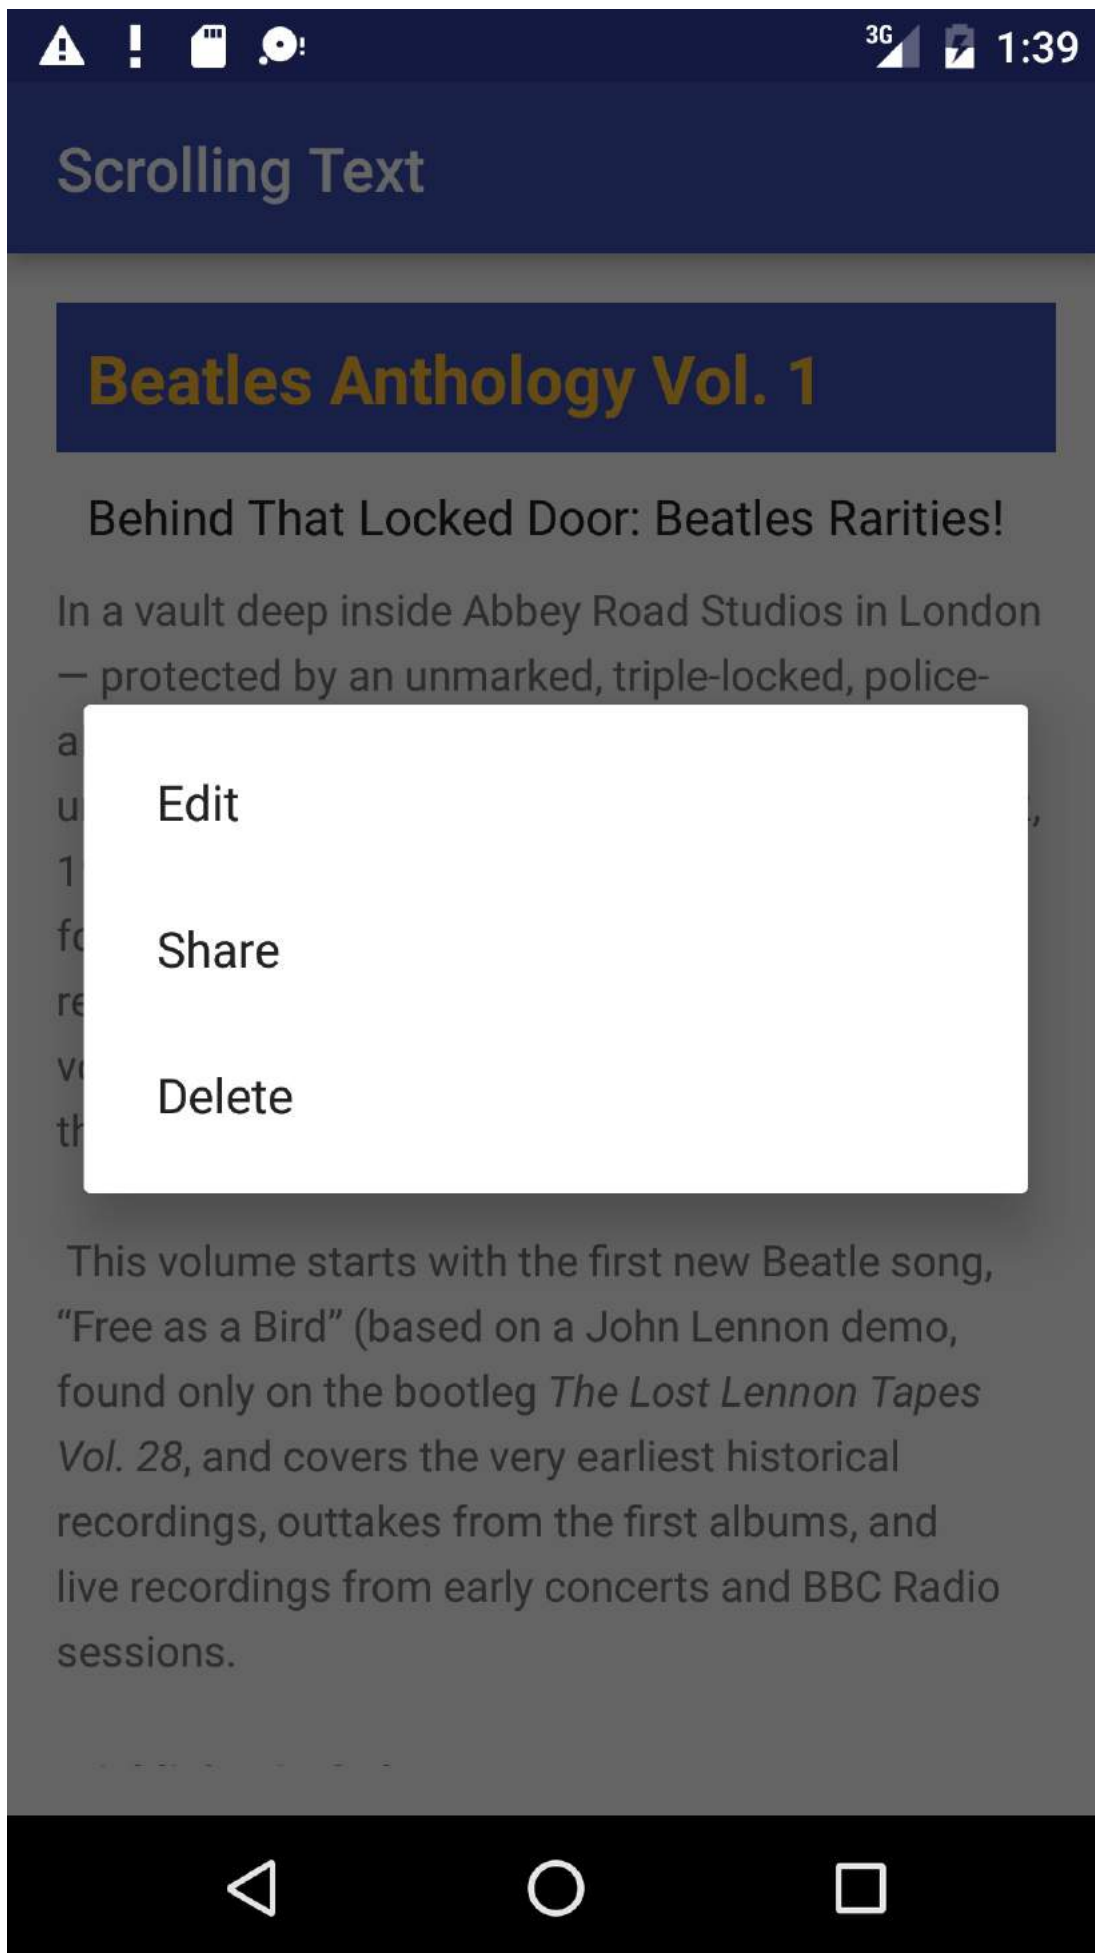 3G 1:39
Scrolling Text
Beatles Anthology Vol. 1
Behind That Locked Door: Beatles Rarities!
In a vault deep inside Abbey Road Studios in London
— protected by an unmarked, triple-locked, police-
Edit
Share
Delete
This volume starts with the first new Beatle song,
“Free as a Bird” (based on a John Lennon demo,
found only on the bootleg The Lost Lennon Tapes
Vol. 28, and covers the very earliest historical
recordings, outtakes from the first albums, and
live recordings from early concerts and BBC Radio
sessions.